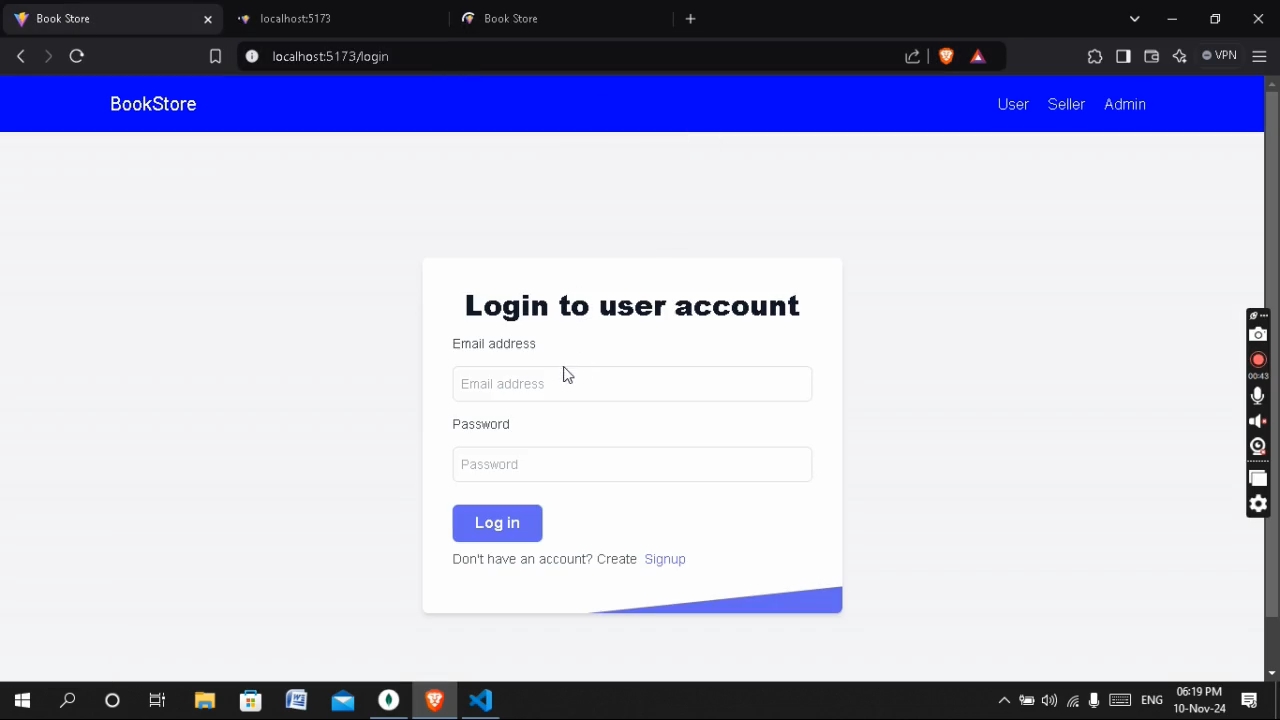 Book Store
localhost:5173
Book Store
localhost:5173/login
VPN
BookStore
User Seller Admin
Login to user account
Email address
Email address
Password
Password
Log in
Don't have an account? Create Signup
00:43
ENG
06:19 PM
10-Nov-24